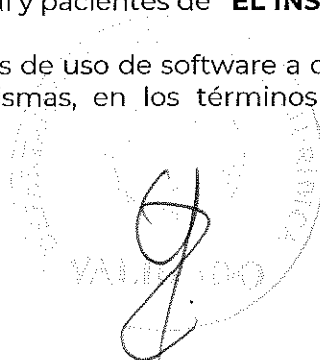 y pacientes de "EL INS
s de uso de software a
smas, en los términos
VALIDADO